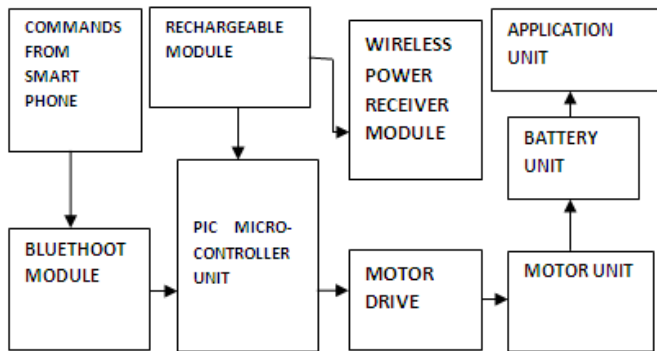 COMMANDS
FROM
SMART
PHONE
RECHARGEABLE
MODULE
WIRELESS
POWER
RECEIVER
MODULE
APPLICATION
UNIT
BATTERY
UNIT
BLUETHOOT
MODULE
PIC MICRO-
CONTROLLER
UNIT
MOTOR
DRIVE
MOTOR UNIT